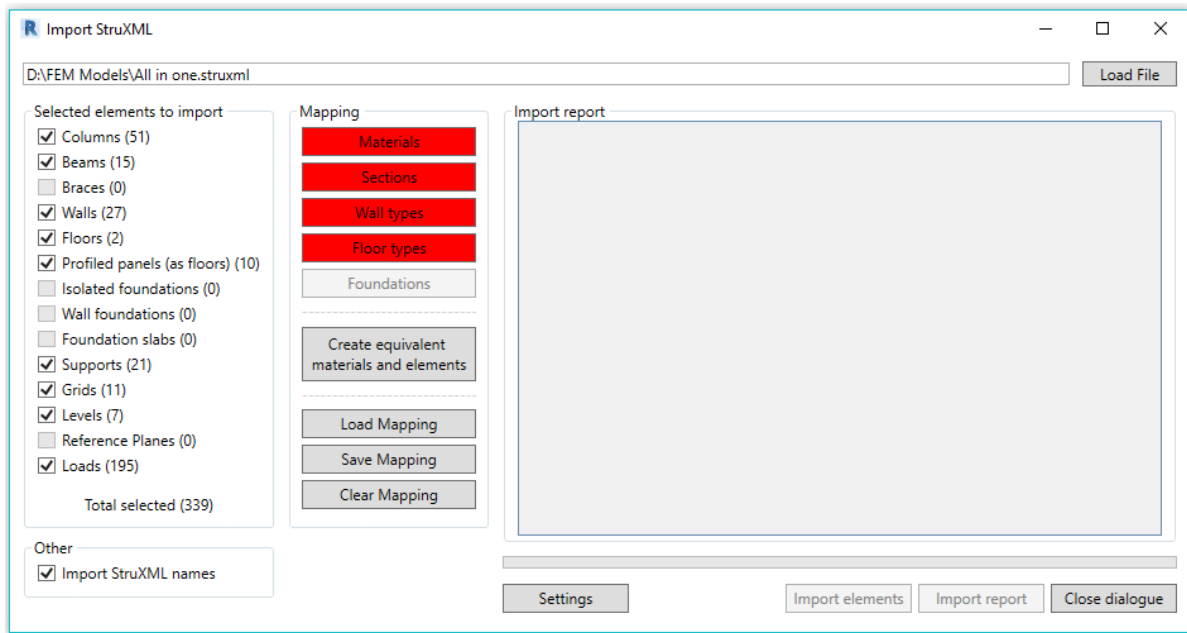 Import StruXML
D:\FEM Models\All in one.struxml
Load File
Selected elements to import
Columns (51)
Beams (15)
Braces (0)
Walls (27)
Floors (2)
Profiled panels (as floors) (10)
Isolated foundations (0)
Wall foundations (0)
Foundation slabs (0)
Supports (21)
Grids (11)
Levels (7)
Reference Planes (0)
Loads (195)
Total selected (339)
Other
Import StruXML names
Mapping
Materials
Sections
Wall types
Floor types
Foundations
Create equivalent
materials and elements
Load Mapping
Save Mapping
Clear Mapping
Import report
Settings
Import elements
Import report
Close dialogue